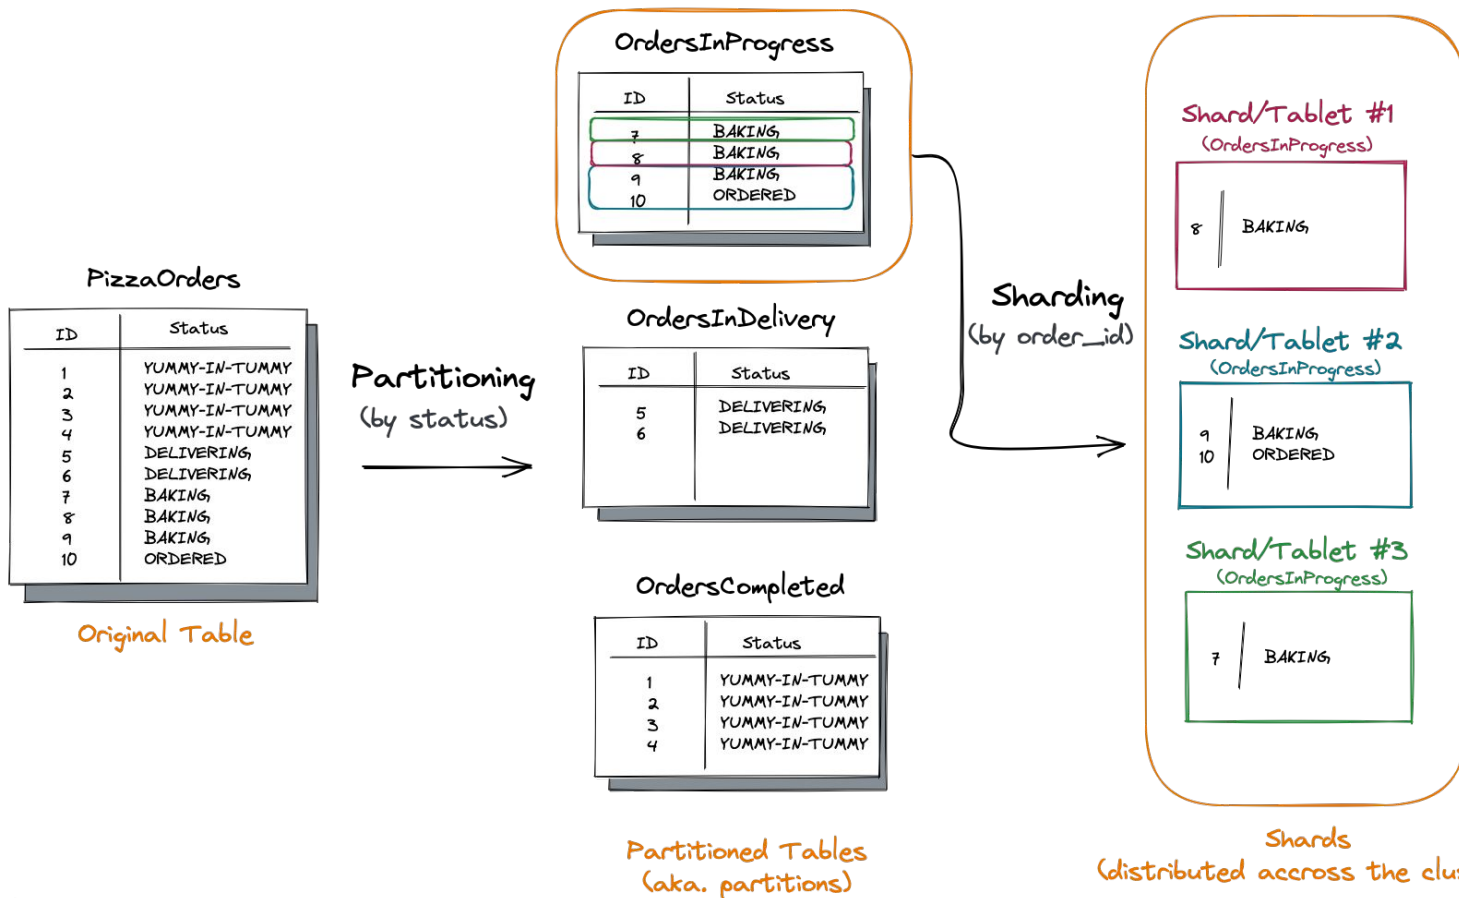 PizzaOrders
ID Status
1 YUMMY-IN-TUMMY
2 YUMMY-IN-TUMMY
3 YUMMY-IN-TUMMY
4 YUMMY-IN-TUMMY
5 DELIVERING
6 DELIVERING
7 BAKING
8 BAKING
9 BAKING
10 ORDERED
Original Table
Partitioning
(by status)
OrdersInProgress
ID Status
7 BAKING
8 BAKING
9 BAKING
10 ORDERED
OrdersInDelivery
ID Status
5 DELIVERING
6 DELIVERING
OrdersCompleted
ID Status
1 YUMMY-IN-TUMMY
2 YUMMY-IN-TUMMY
3 YUMMY-IN-TUMMY
4 YUMMY-IN-TUMMY
Partitioned Tables
(aka. partitions)
Sharding
(by order_id)
Shard/Tablet #1
(OrdersInProgress)
8 BAKING
Shard/Tablet #2
(OrdersInProgress)
9 BAKING
10 ORDERED
Shard/Tablet #3
(OrdersInProgress)
7 BAKING
Shards
(distributed accross the clus